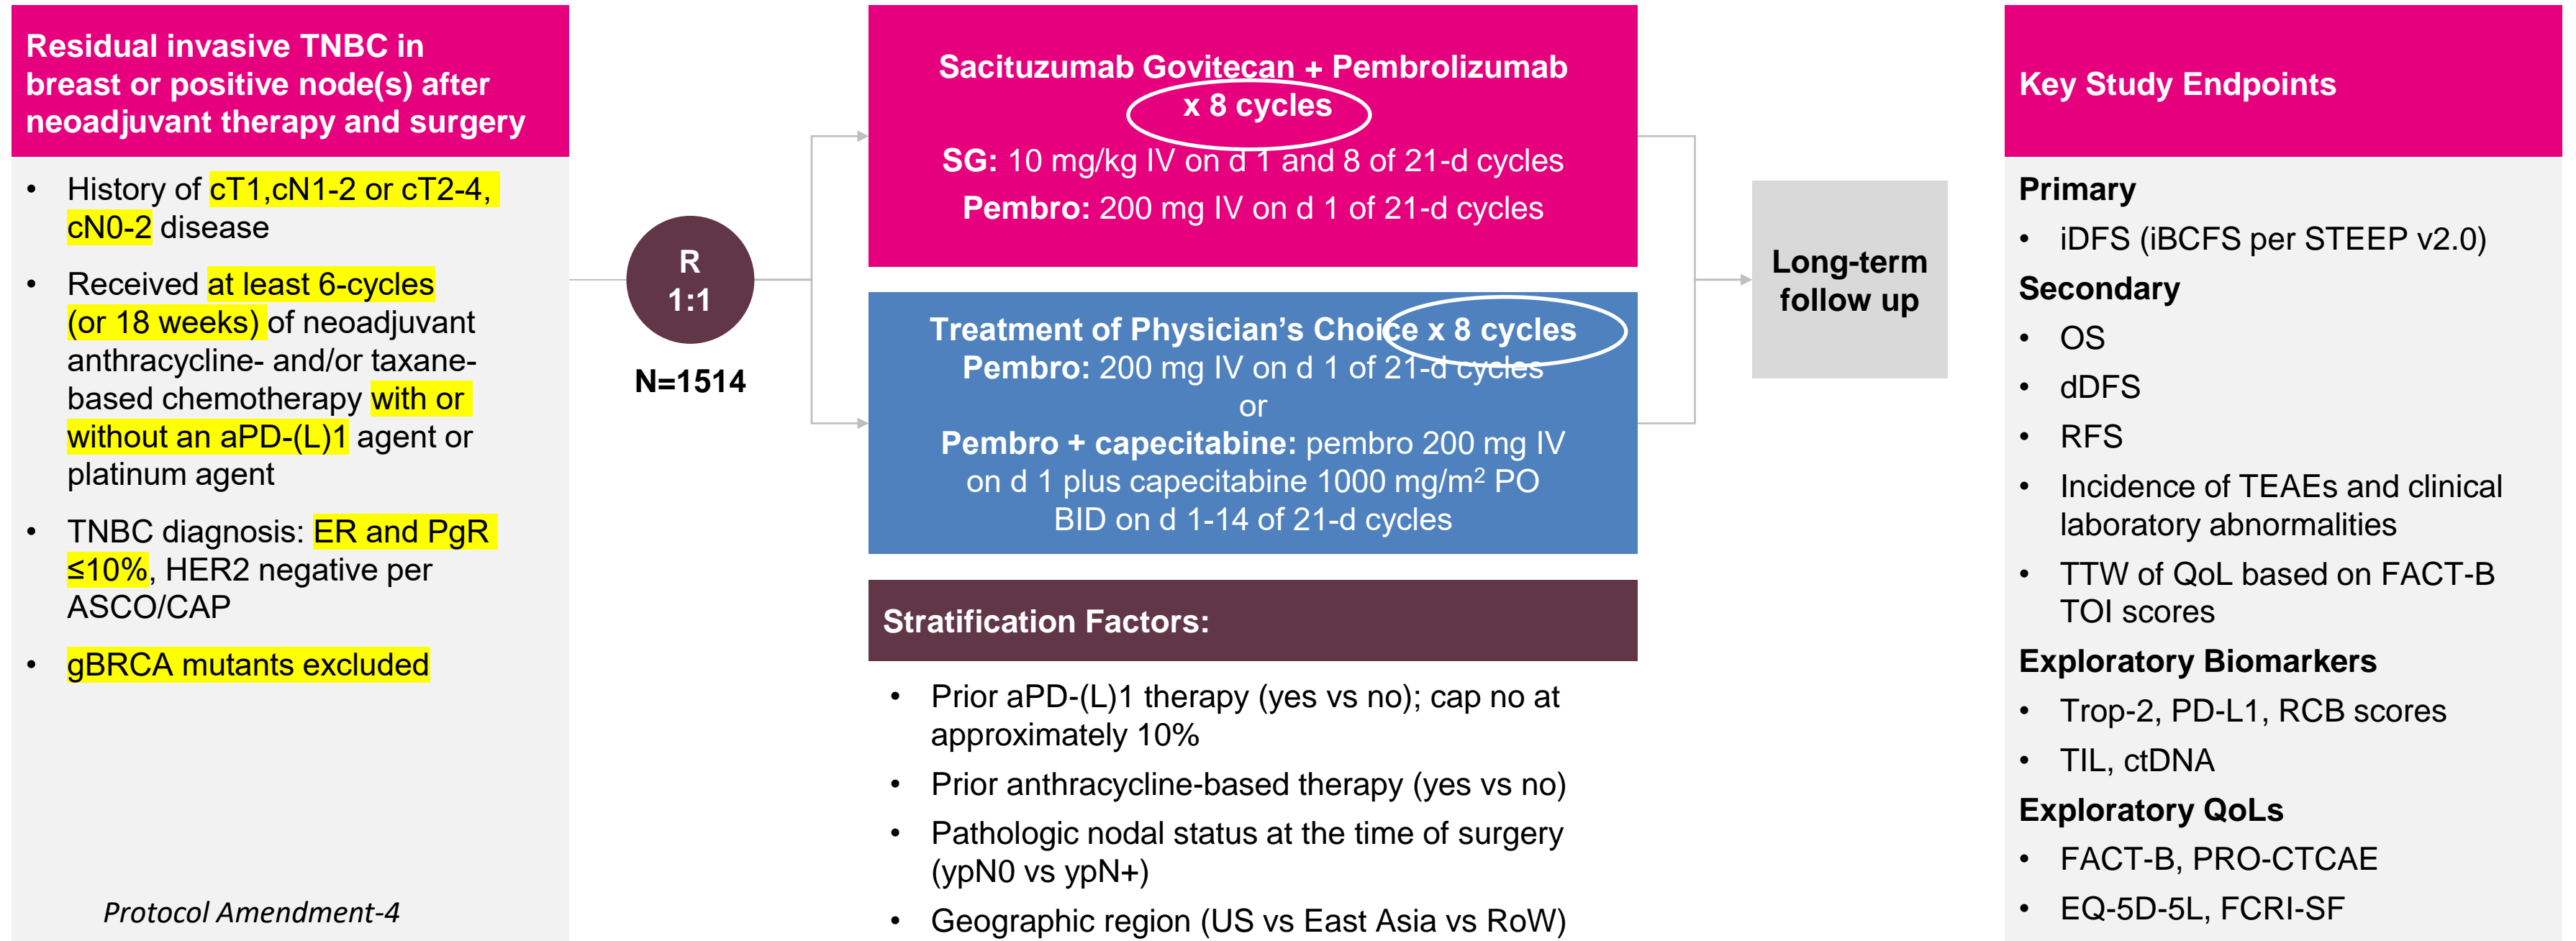 Residual invasive TNBC in
breast or positive node(s) after
neoadjuvant therapy and surgery
• History of cT1,cN1-2 or cT2-4,
cN0-2 disease
• Received at least 6-cycles
(or 18 weeks) of neoadjuvant
anthracycline- and/or taxane-
based chemotherapy with or
without an aPD-(L)1 agent or
platinum agent
• TNBC diagnosis: ER and PgR
≤10%, HER2 negative per
ASCO/CAP
• gBRCA mutants excluded
Protocol Amendment-4
R
1:1
N=1514
Sacituzumab Govitecan + Pembrolizumab
x 8 cycles
SG: 10 mg/kg IV on d 1 and 8 of 21-d cycles
Pembro: 200 mg IV on d 1 of 21-d cycles
Treatment of Physician’s Choice x 8 cycles
Pembro: 200 mg IV on d 1 of 21-d cycles
or
Pembro + capecitabine: pembro 200 mg IV
on d 1 plus capecitabine 1000 mg/m² PO
BID on d 1-14 of 21-d cycles
Stratification Factors:
• Prior aPD-(L)1 therapy (yes vs no); cap no at
approximately 10%
• Prior anthracycline-based therapy (yes vs no)
• Pathologic nodal status at the time of surgery
(ypN0 vs ypN+)
• Geographic region (US vs East Asia vs RoW)
Long-term
follow up
Key Study Endpoints
Primary
• iDFS (iBCFS per STEEP v2.0)
Secondary
• OS
• dDFS
• RFS
• Incidence of TEAEs and clinical
laboratory abnormalities
• TTW of QoL based on FACT-B
TOI scores
Exploratory Biomarkers
• Trop-2, PD-L1, RCB scores
• TIL, ctDNA
Exploratory QoLs
• FACT-B, PRO-CTCAE
• EQ-5D-5L, FCRI-SF